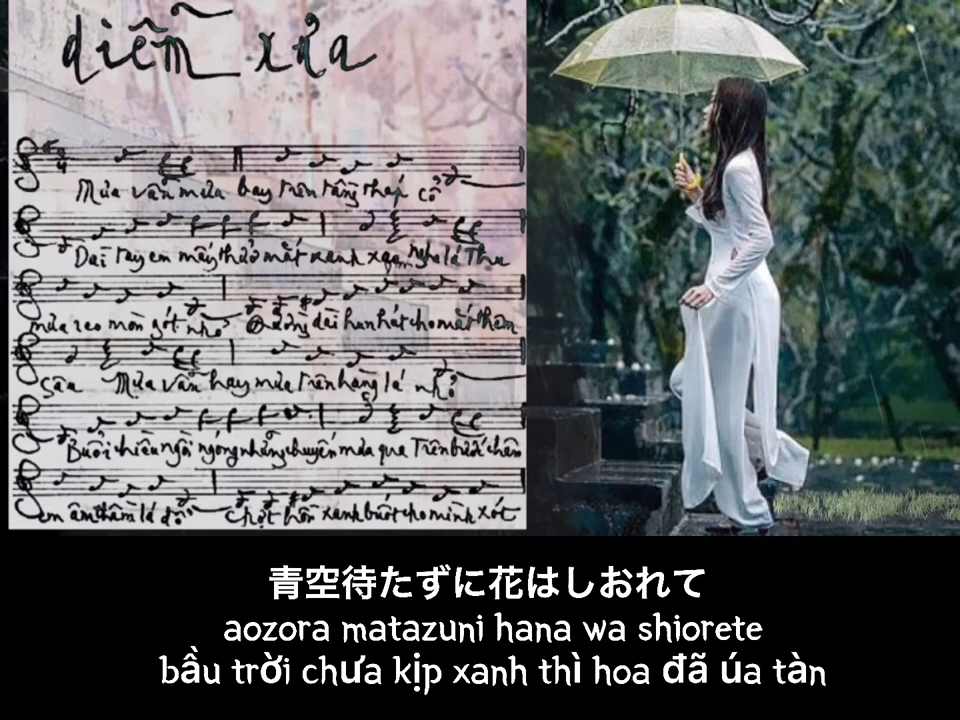 diễm xưa
Mưa vẫn mưa bay trên tầng tháp cổ
Dài tay em mấy thuở mắt xanh xao nghe lá Thu
mưa reo mòn gót nhỏ Đường dài hun hút cho mắt thêm
sâu Mưa vẫn hay mưa trên hàng lá nhỏ
Buổi chiều ngồi ngóng những chuyến mưa qua Trên bước chân
em âm thầm lá đổ Chợt hồn xanh buốt cho mình xót
青空待たずに花はしおれて
aozora matazuni hana wa shiorete
bầu trời chưa kịp xanh thì hoa đã úa tàn